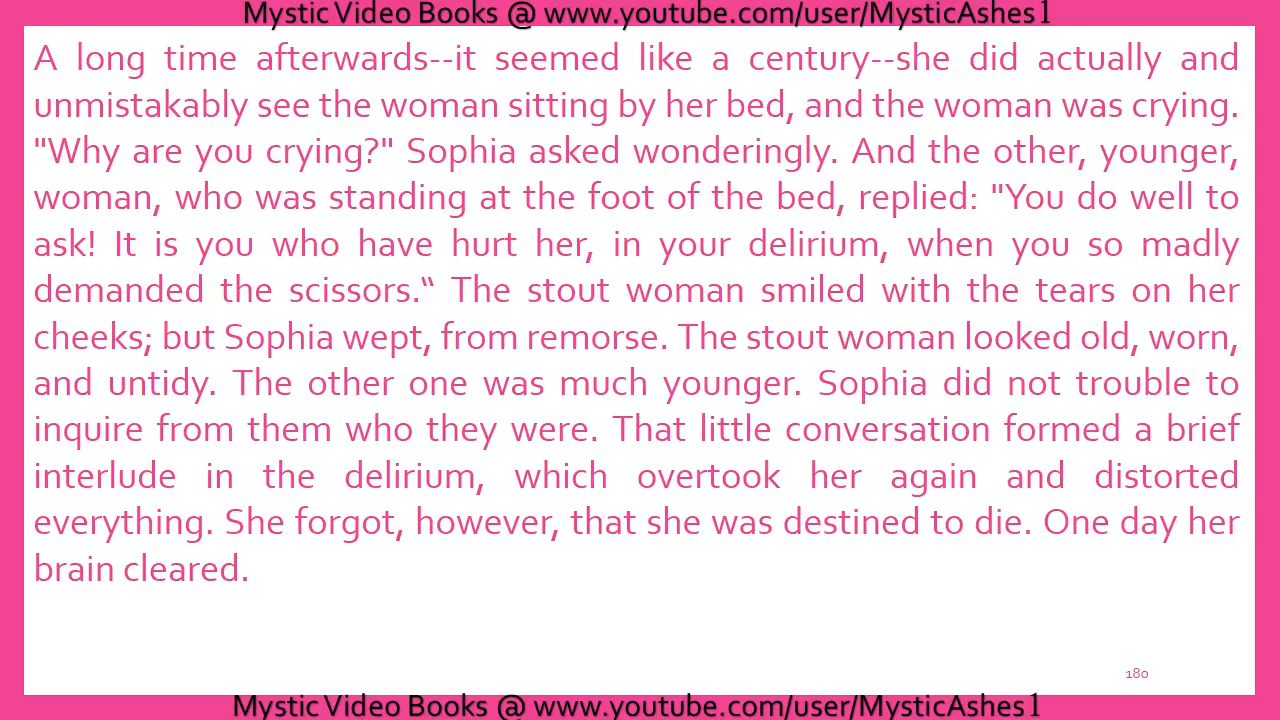 Mystic Video Books @ www.youtube.com/user/MysticAshes1
A long time afterwards--it seemed like a century--she did actually and
unmistakably see the woman sitting by her bed, and the woman was crying.
"Why are you crying?" Sophia asked wonderingly. And the other, younger,
woman, who was standing at the foot of the bed, replied: "You do well to
ask! It is you who have hurt her, in your delirium, when you so madly
demanded the scissors.“ The stout woman smiled with the tears on her
cheeks; but Sophia wept, from remorse. The stout woman looked old, worn,
and untidy. The other one was much younger. Sophia did not trouble to
inquire from them who they were. That little conversation formed a brief
interlude in the delirium, which overtook her again and distorted
everything. She forgot, however, that she was destined to die. One day her
brain cleared.
180
Mystic Video Books @ www.youtube.com/user/MysticAshes1